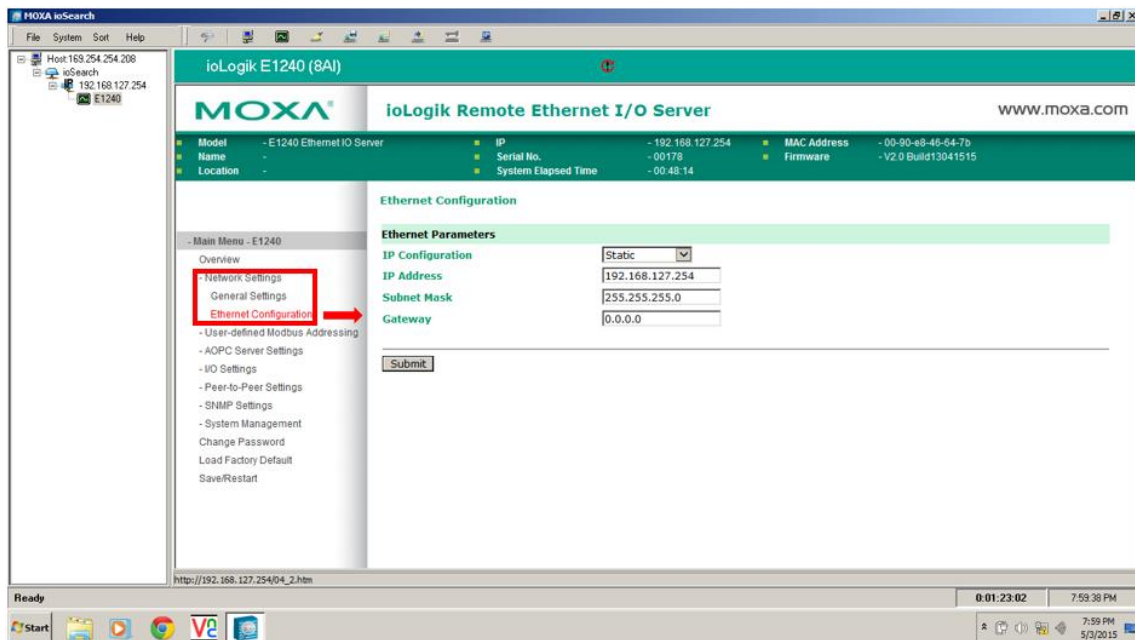 MOXA ioSearch
File System Sort Help
Host:169.254.254.208
ioSearch
192.168.127.254
E1240
ioLogik E1240 (8AI)
MOXA®
ioLogik Remote Ethernet I/O Server
www.moxa.com
Model - E1240 Ethernet IO Server
IP - 192.168.127.254
MAC Address - 00-90-e8-46-64-7b
Name -
Serial No. - 00178
Firmware - V2.0 Build13041515
Location -
System Elapsed Time - 00:48:14
- Main Menu - E1240
Overview
- Network Settings
General Settings
Ethernet Configuration
- User-defined Modbus Addressing
- AOPC Server Settings
- I/O Settings
- Peer-to-Peer Settings
- SNMP Settings
- System Management
Change Password
Load Factory Default
Save/Restart
Ethernet Configuration
Ethernet Parameters
IP Configuration Static
IP Address 192.168.127.254
Subnet Mask 255.255.255.0
Gateway 0.0.0.0
Submit
http://192.168.127.254/04_2.htm
Ready
0:01:23:02
7:59:38 PM
Start
7:59 PM
5/3/2015